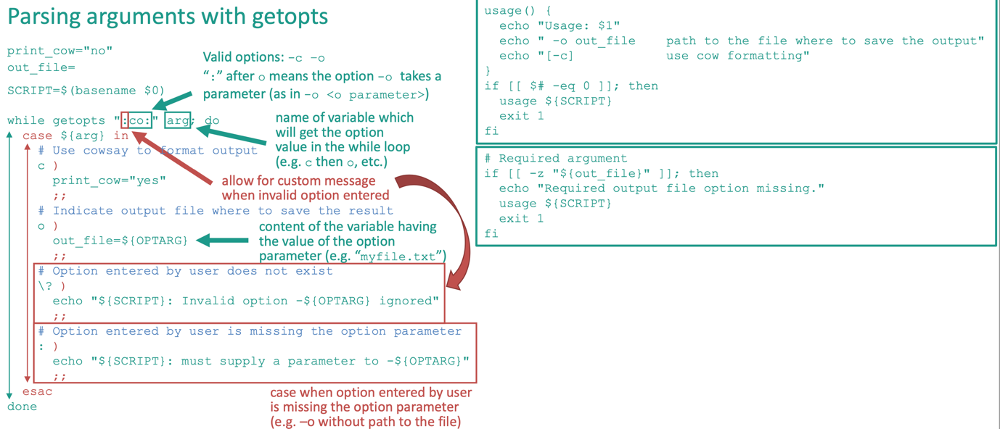 Parsing arguments with getopts
print_cow="no"
out_file=
SCRIPT=$(basename $0)
Valid options: -c –o
“:” after o means the option -o takes a
parameter (as in -o <o parameter>)
while getopts ":co:" arg; do
name of variable which
will get the option
value in the while loop
(e.g. c then o, etc.)
case ${arg} in
# Use cowsay to format output
c )
print_cow="yes"
;;
allow for custom message
when invalid option entered
# Indicate output file where to save the result
o )
out_file=${OPTARG}
;;
content of the variable having
the value of the option
parameter (e.g. “myfile.txt”)
# Option entered by user does not exist
\? )
echo "${SCRIPT}: Invalid option -${OPTARG} ignored"
;;
# Option entered by user is missing the option parameter
: )
echo "${SCRIPT}: must supply a parameter to -${OPTARG}"
;;
esac
done
case when option entered by user
is missing the option parameter
(e.g. –o without path to the file)
usage() {
echo "Usage: $1"
echo " -o out_file    path to the file where to save the output"
echo "[-c]            use cow formatting"
}
if [[ $# -eq 0 ]]; then
usage ${SCRIPT}
exit 1
fi
# Required argument
if [[ -z "${out_file}" ]]; then
echo "Required output file option missing."
usage ${SCRIPT}
exit 1
fi